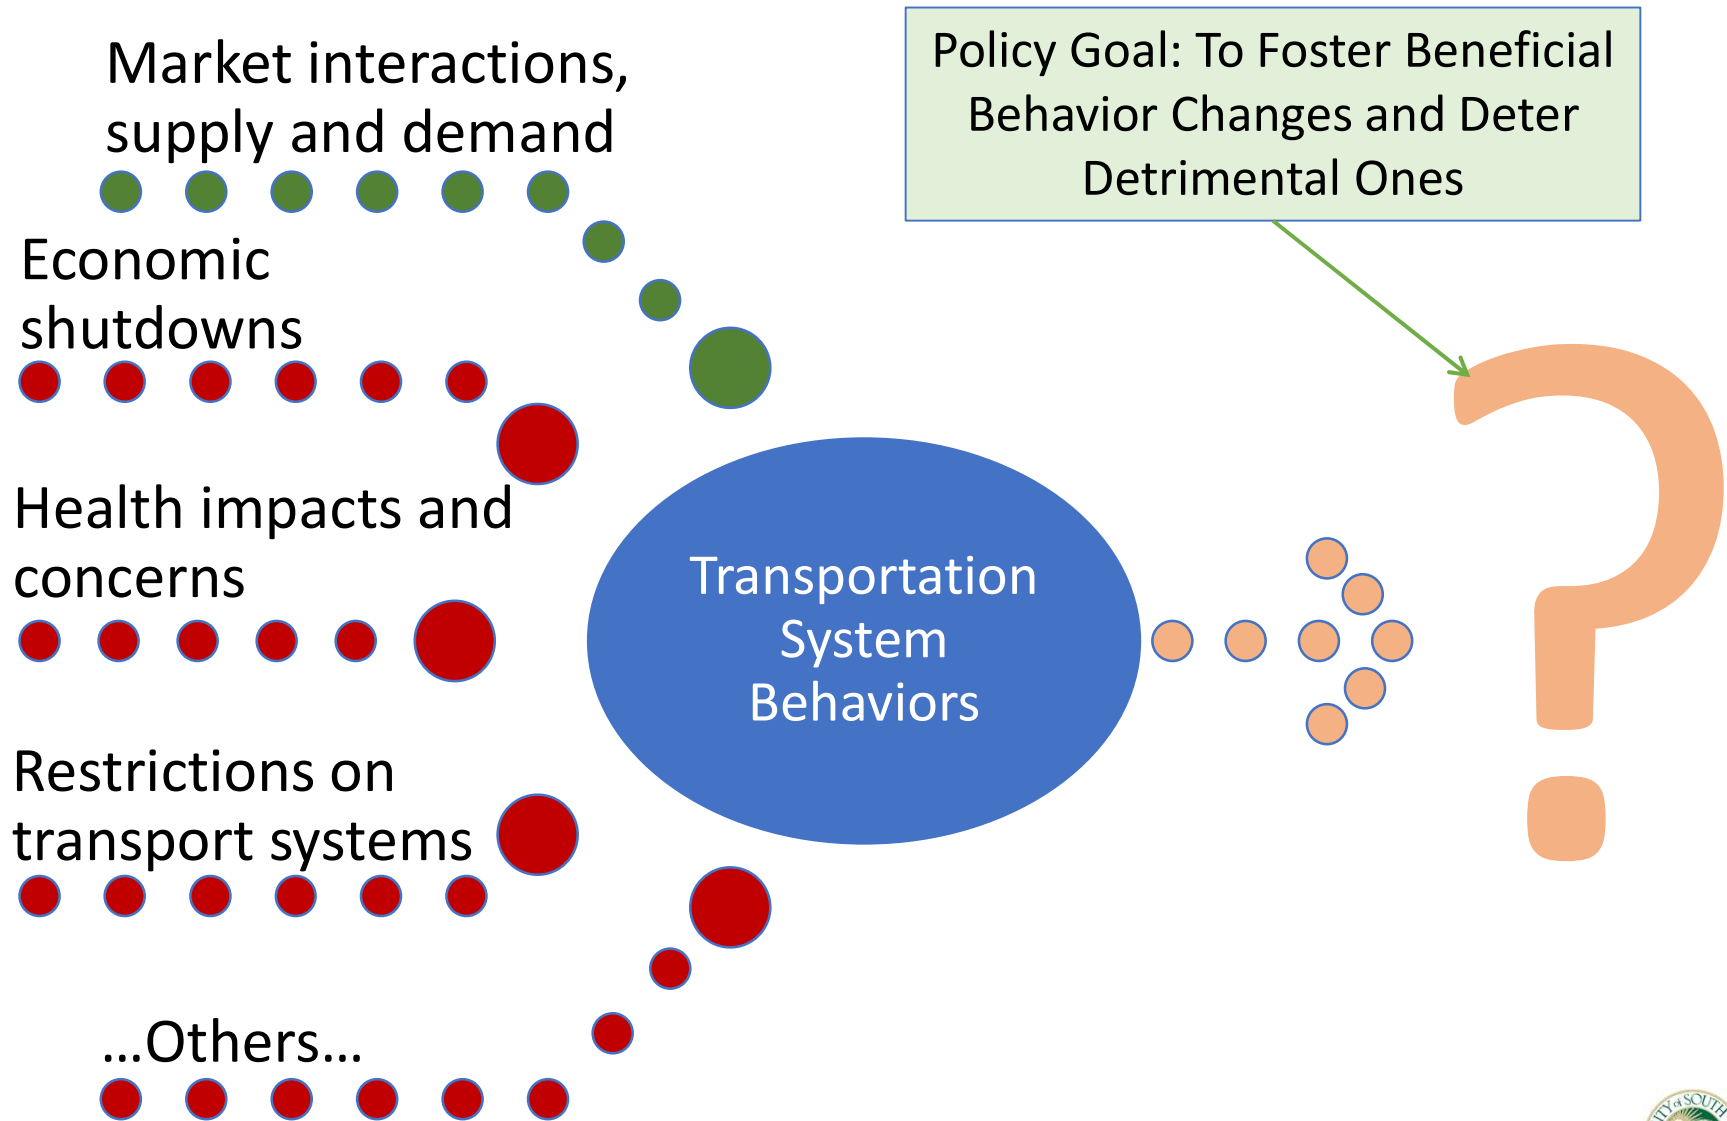 Market interactions,
supply and demand
Policy Goal: To Foster Beneficial
Behavior Changes and Deter
Detrimental Ones
Economic
shutdowns
Health impacts and
concerns
Transportation
System
Behaviors
Restrictions on
transport systems
...Others...